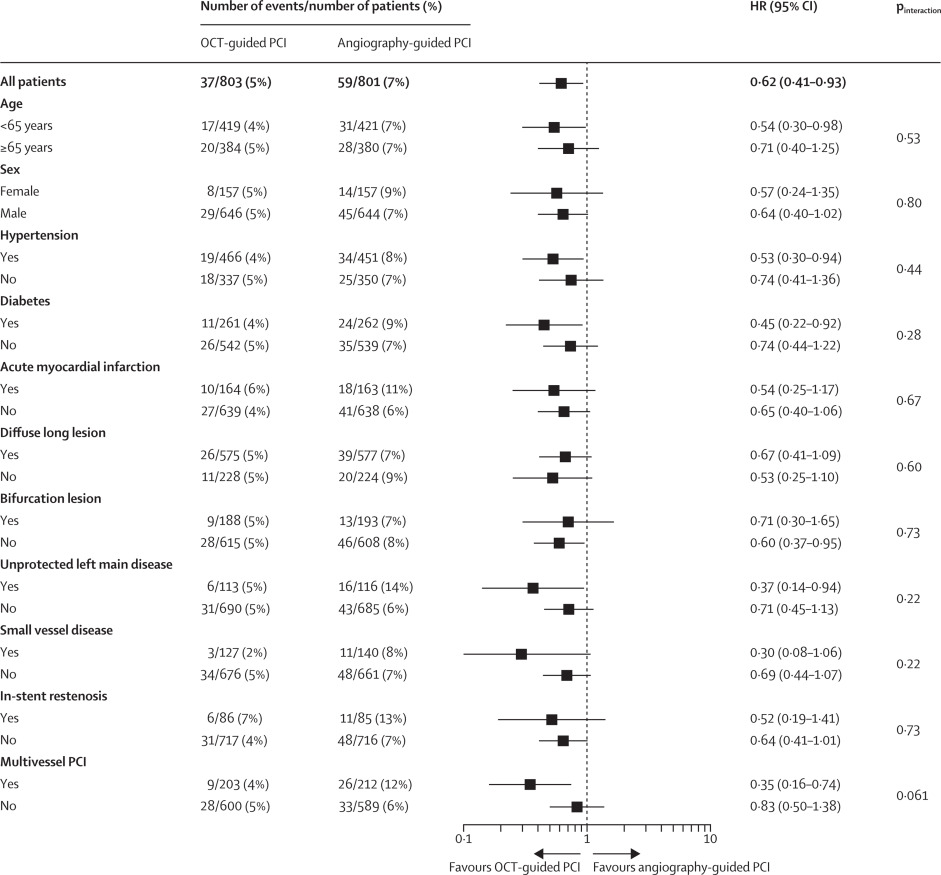 Number of events/number of patients (%) HR (95% CI) pinteraction
OCT-guided PCI Angiography-guided PCI
All patients 37/803 (5%) 59/801 (7%) 0·62 (0·41–0·93)
Age
<65 years 17/419 (4%) 31/421 (7%) 0·54 (0·30–0·98)
0·53
≥65 years 20/384 (5%) 28/380 (7%) 0·71 (0·40–1·25)
Sex
Female 8/157 (5%) 14/157 (9%) 0·57 (0·24–1·35)
0·80
Male 29/646 (5%) 45/644 (7%) 0·64 (0·40–1·02)
Hypertension
Yes 19/466 (4%) 34/451 (8%) 0·53 (0·30–0·94)
0·44
No 18/337 (5%) 25/350 (7%) 0·74 (0·41–1·36)
Diabetes
Yes 11/261 (4%) 24/262 (9%) 0·45 (0·22–0·92)
0·28
No 26/542 (5%) 35/539 (7%) 0·74 (0·44–1·22)
Acute myocardial infarction
Yes 10/164 (6%) 18/163 (11%) 0·54 (0·25–1·17)
0·67
No 27/639 (4%) 41/638 (6%) 0·65 (0·40–1·06)
Diffuse long lesion
Yes 26/575 (5%) 39/577 (7%) 0·67 (0·41–1·09)
0·60
No 11/228 (5%) 20/224 (9%) 0·53 (0·25–1·10)
Bifurcation lesion
Yes 9/188 (5%) 13/193 (7%) 0·71 (0·30–1·65)
0·73
No 28/615 (5%) 46/608 (8%) 0·60 (0·37–0·95)
Unprotected left main disease
Yes 6/113 (5%) 16/116 (14%) 0·37 (0·14–0·94)
0·22
No 31/690 (5%) 43/685 (6%) 0·71 (0·45–1·13)
Small vessel disease
Yes 3/127 (2%) 11/140 (8%) 0·30 (0·08–1·06)
0·22
No 34/676 (5%) 48/661 (7%) 0·69 (0·44–1·07)
In-stent restenosis
Yes 6/86 (7%) 11/85 (13%) 0·52 (0·19–1·41)
0·73
No 31/717 (4%) 48/716 (7%) 0·64 (0·41–1·01)
Multivessel PCI
Yes 9/203 (4%) 26/212 (12%) 0·35 (0·16–0·74)
0·061
No 28/600 (5%) 33/589 (6%) 0·83 (0·50–1·38)
0·1 1 10
Favours OCT-guided PCI Favours angiography-guided PCI